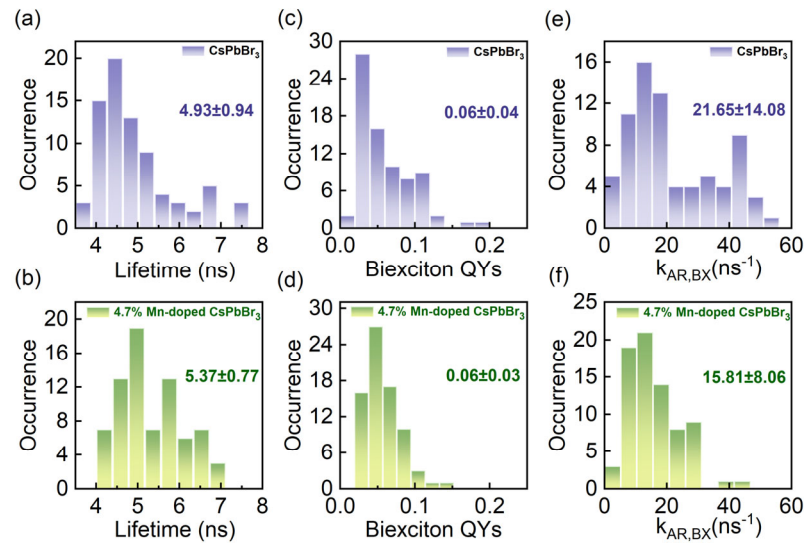 (a)
CsPbBr3
4.93±0.94
Occurrence
20
15
10
5
0
4 5 6 7 8
Lifetime (ns)
(c)
CsPbBr3
0.06±0.04
Occurrence
30
24
18
12
6
0
0.0 0.1 0.2
Biexciton QYs
(e)
CsPbBr3
21.65±14.08
Occurrence
16
12
8
4
0
0 20 40 60
kAR,BX(ns-1)
(b)
4.7% Mn-doped CsPbBr3
5.37±0.77
Occurrence
20
16
12
8
4
0
4 5 6 7 8
Lifetime (ns)
(d)
4.7% Mn-doped CsPbBr3
0.06±0.03
Occurrence
30
24
18
12
6
0
0.0 0.1 0.2
Biexciton QYs
(f)
4.7% Mn-doped CsPbBr3
15.81±8.06
Occurrence
25
20
15
10
5
0
0 20 40 60
kAR,BX(ns-1)